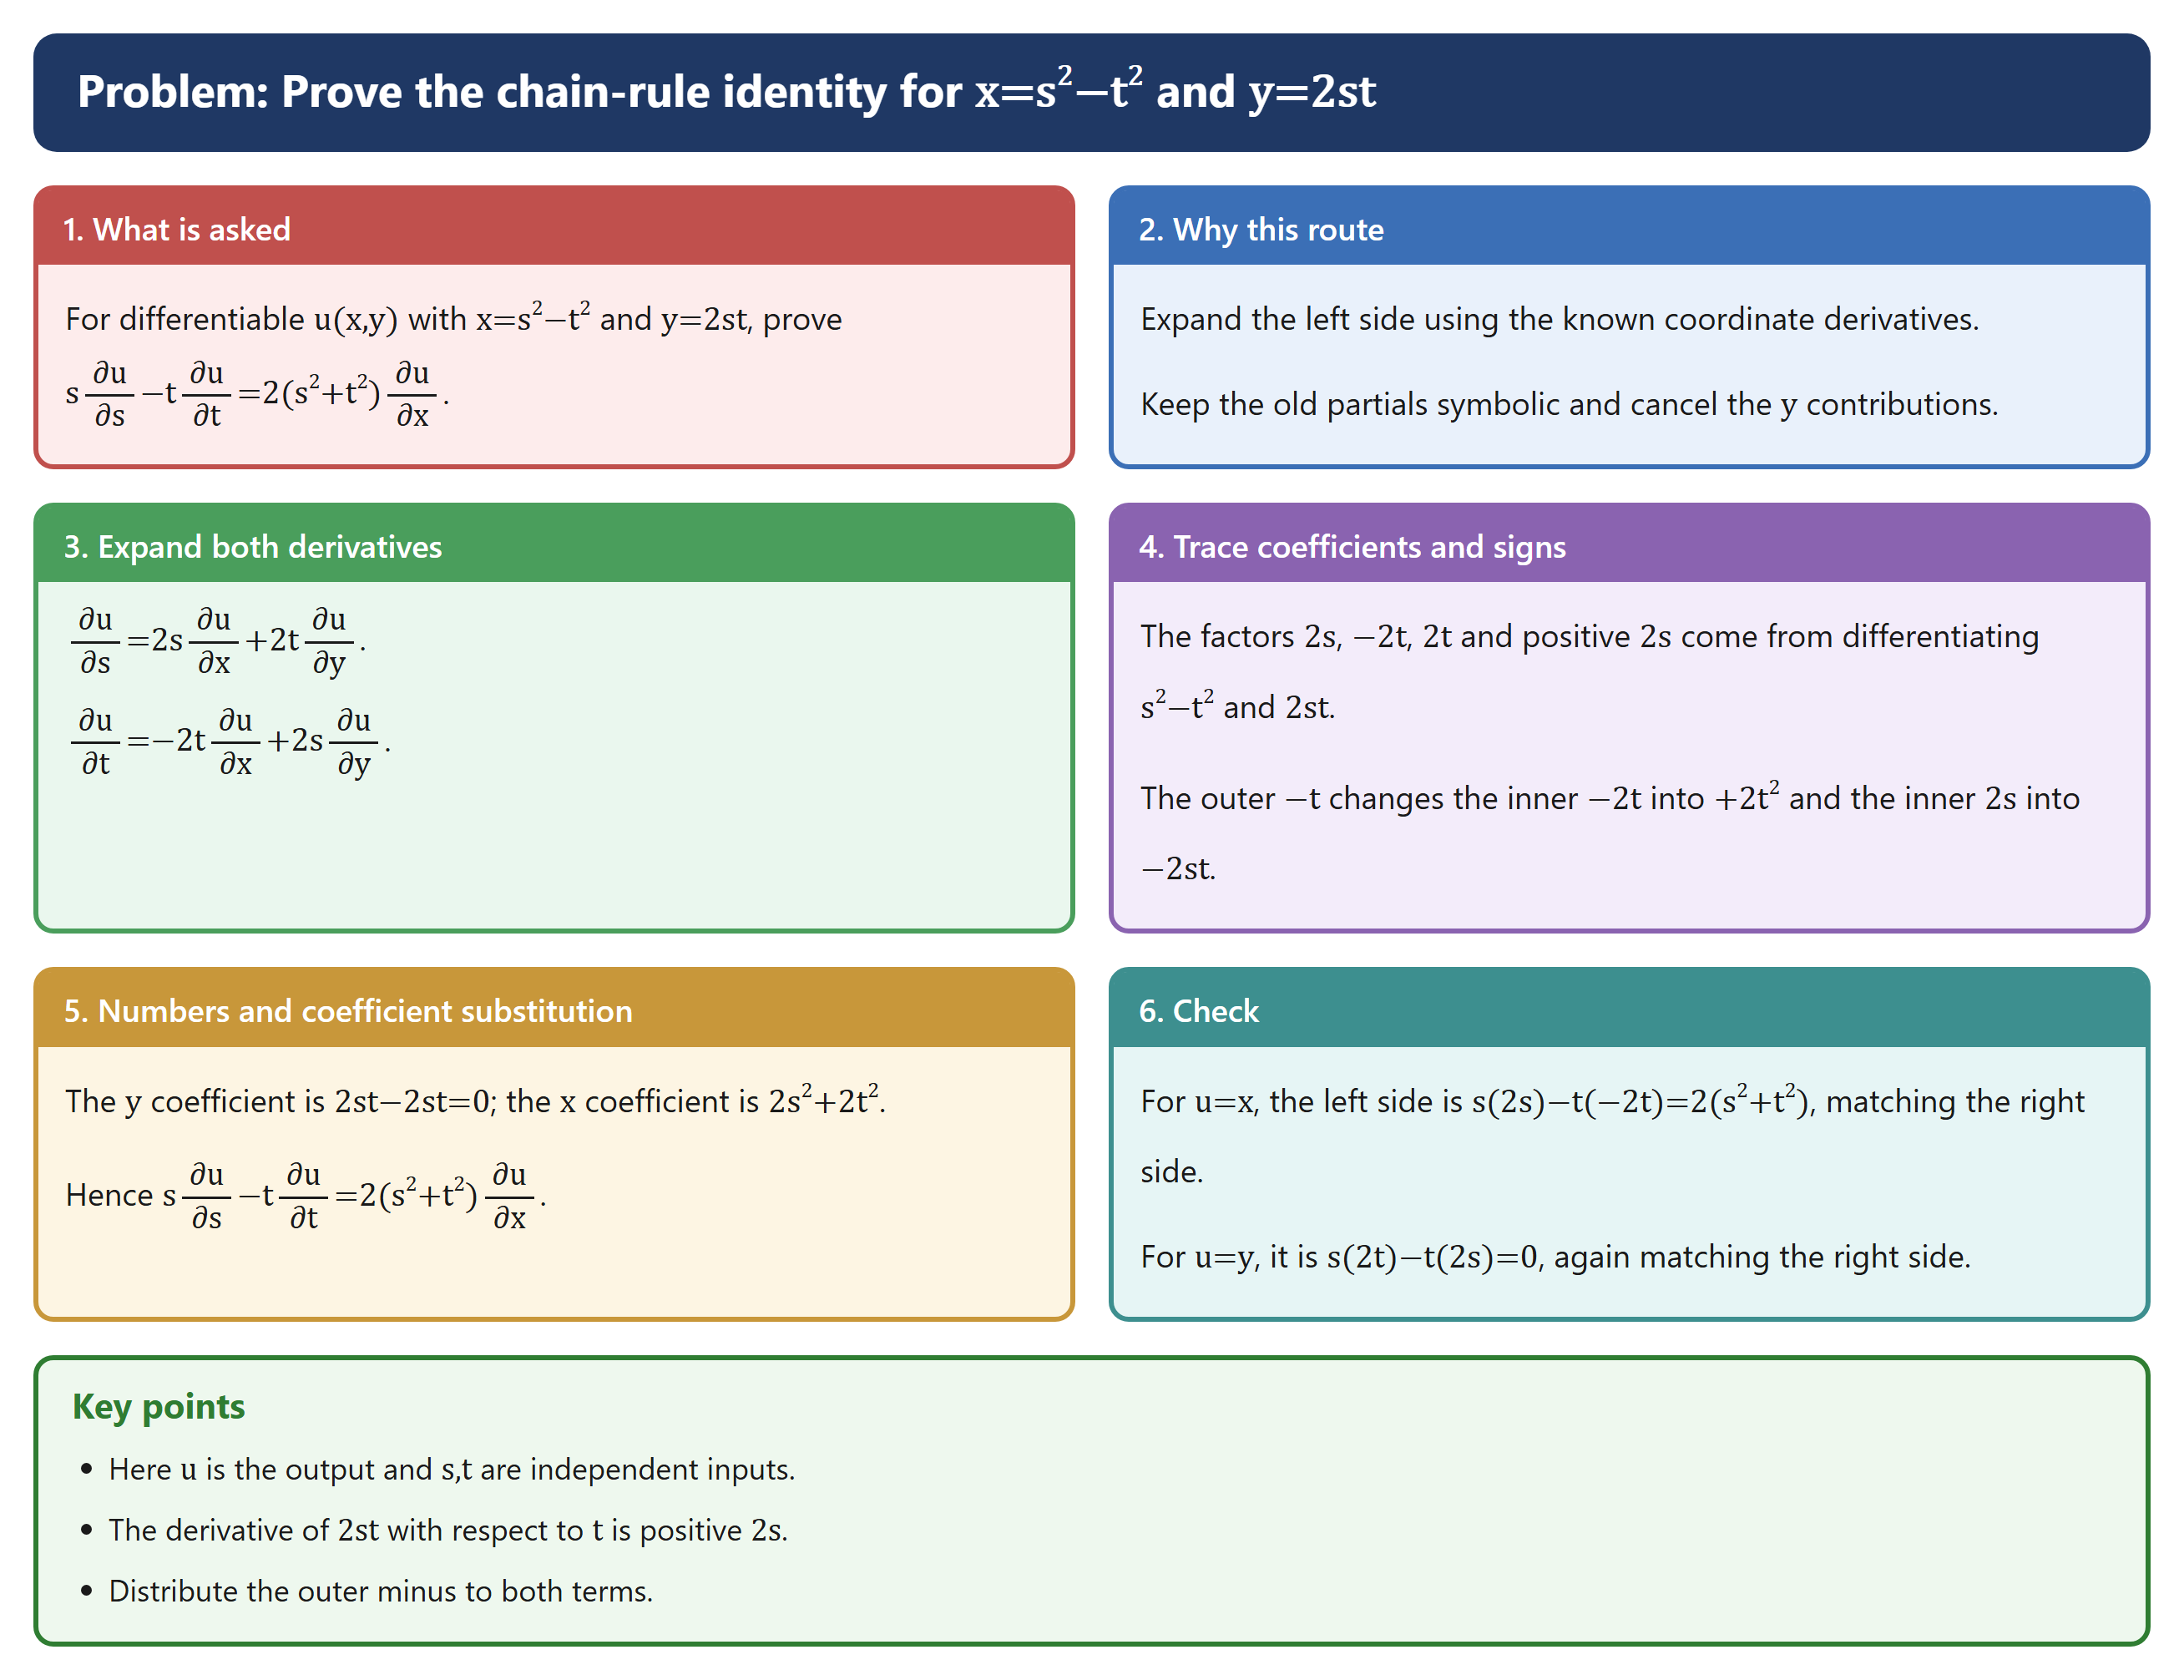 Problem: Prove the chain-rule identity for x=s²−t² and y=2st
1. What is asked
For differentiable u(x,y) with x=s²−t² and y=2st, prove
s ∂u/∂s −t ∂u/∂t =2(s²+t²) ∂u/∂x .
2. Why this route
Expand the left side using the known coordinate derivatives.
Keep the old partials symbolic and cancel the y contributions.
3. Expand both derivatives
∂u/∂s =2s ∂u/∂x +2t ∂u/∂y .
∂u/∂t =−2t ∂u/∂x +2s ∂u/∂y .
4. Trace coefficients and signs
The factors 2s, −2t, 2t and positive 2s come from differentiating
s²−t² and 2st.
The outer −t changes the inner −2t into +2t² and the inner 2s into
−2st.
5. Numbers and coefficient substitution
The y coefficient is 2st−2st=0; the x coefficient is 2s²+2t².
Hence s ∂u/∂s −t ∂u/∂t =2(s²+t²) ∂u/∂x .
6. Check
For u=x, the left side is s(2s)−t(−2t)=2(s²+t²), matching the right
side.
For u=y, it is s(2t)−t(2s)=0, again matching the right side.
Key points
• Here u is the output and s,t are independent inputs.
• The derivative of 2st with respect to t is positive 2s.
• Distribute the outer minus to both terms.